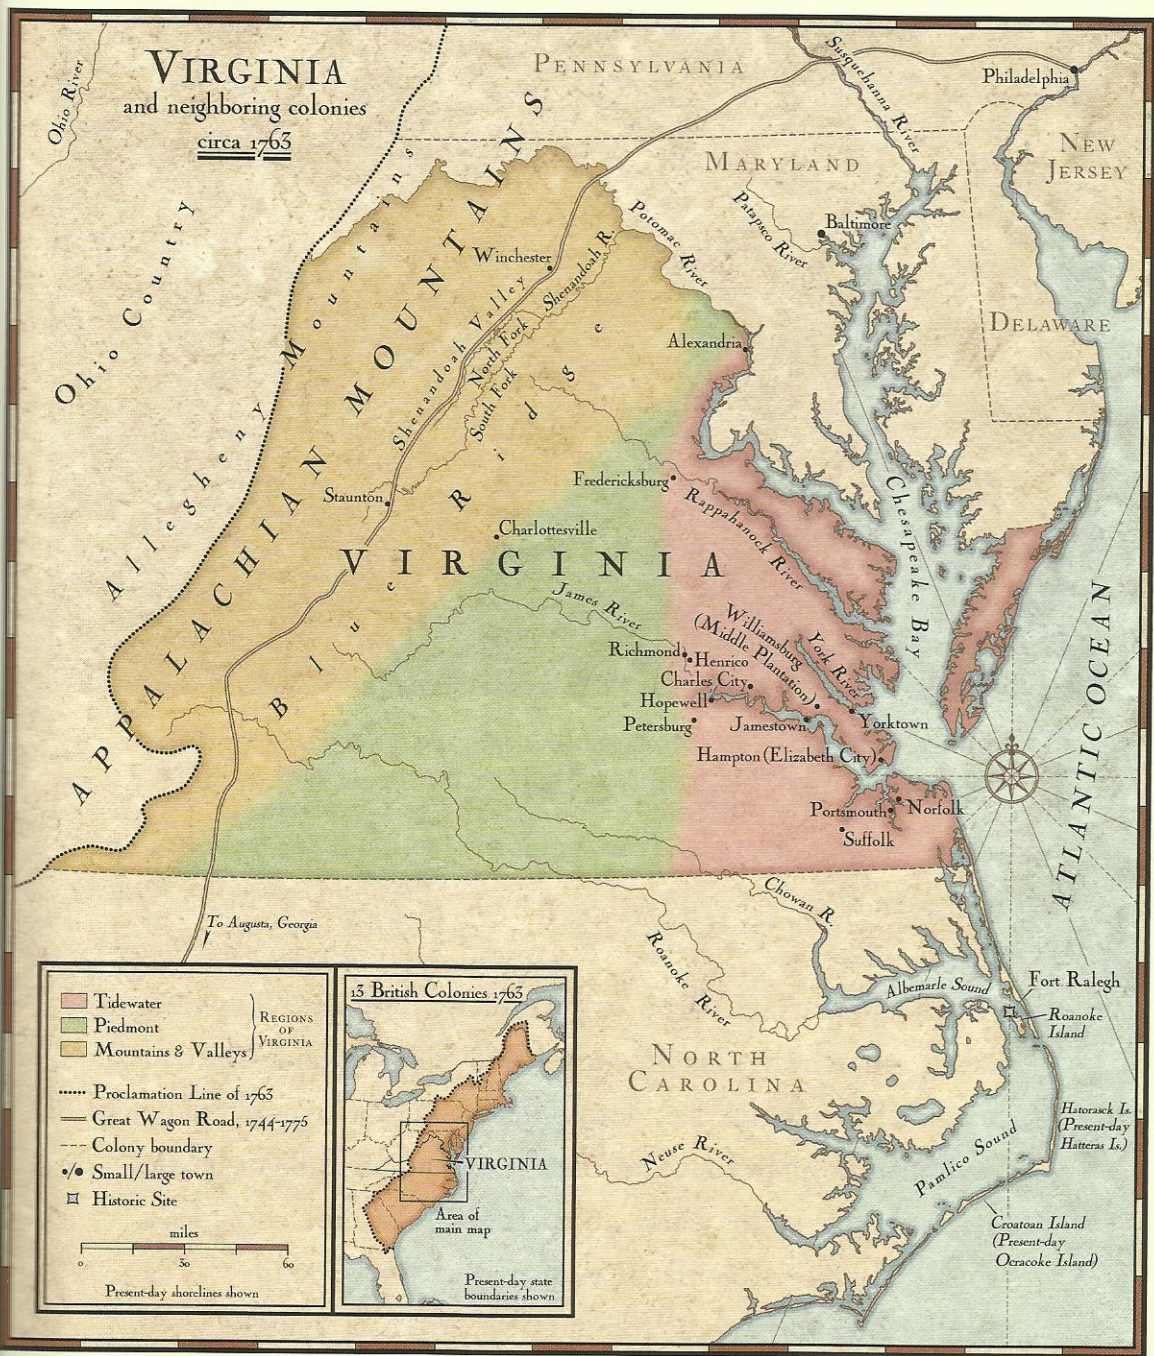 VIRGINIA
and neighboring colonies
circa 1763
Ohio River
PENNSYLVANIA
Susquehanna River
Philadelphia
NEW
JERSEY
MARYLAND
Patapsco River
Baltimore
Potomac River
DELAWARE
Ohio Country
Allegheny Mountains
APPALACHIAN MOUNTAINS
Winchester
Shenandoah Valley
Shenandoah R.
North Fork
South Fork
Blue Ridge
Alexandria
Staunton
Fredericksburg
Rappahanock River
Chesapeake Bay
Charlottesville
VIRGINIA
James River
Williamsburg
(Middle Plantation)
York River
Richmond
Henrico
Charles City
Hopewell
Petersburg
Jamestown
Yorktown
Hampton (Elizabeth City)
Portsmouth
Norfolk
Suffolk
ATLANTIC OCEAN
Chowan R.
Roanoke River
To Augusta, Georgia
Albemarle Sound
Fort Ralegh
Roanoke
Island
NORTH
CAROLINA
Hatorasck Is.
(Present-day
Hatteras Is.)
Neuse River
Pamlico Sound
Croatoan Island
(Present-day
Ocracoke Island)
Tidewater
Piedmont
Mountains & Valleys
REGIONS
OF
VIRGINIA
Proclamation Line of 1763
Great Wagon Road, 1744-1775
Colony boundary
Small/large town
Historic Site
miles
0 30 60
Present-day shorelines shown
13 British Colonies 1763
VIRGINIA
Area of
main map
Present-day state
boundaries shown